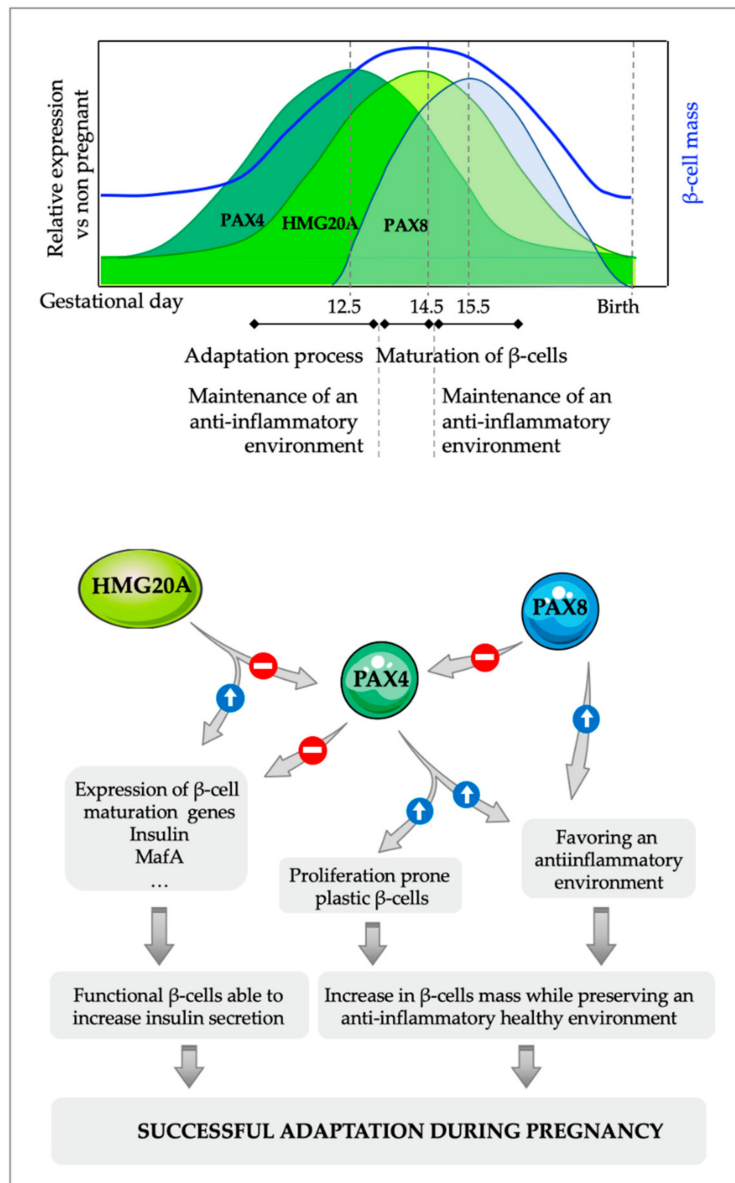 Relative expression
vs non pregnant
β-cell mass
PAX4
HMG20A
PAX8
Gestational day
12.5
14.5
15.5
Birth
Adaptation process
Maturation of β-cells
Maintenance of an
anti-inflammatory
environment
Maintenance of an
anti-inflammatory
environment
HMG20A
PAX8
PAX4
Expression of β-cell
maturation genes
Insulin
MafA
…
Proliferation prone
plastic β-cells
Favoring an
antiinflammatory
environment
Functional β-cells able to
increase insulin secretion
Increase in β-cells mass while preserving an
anti-inflammatory healthy environment
SUCCESSFUL ADAPTATION DURING PREGNANCY